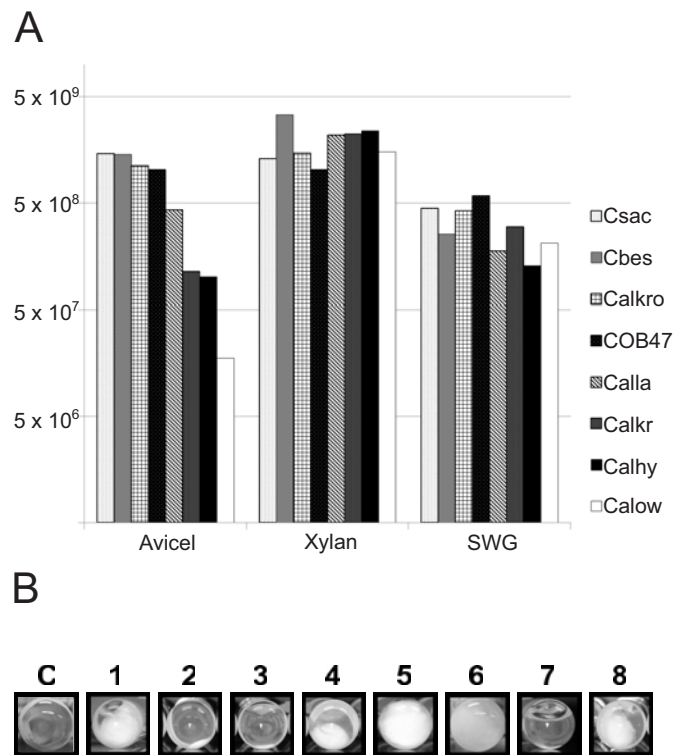 A
5 x 10⁹
5 x 10⁸
5 x 10⁷
5 x 10⁶
Avicel Xylan SWG
Csac
Cbes
Calkro
COB47
Calla
Calkr
Calhy
Calow
B
C 1 2 3 4 5 6 7 8